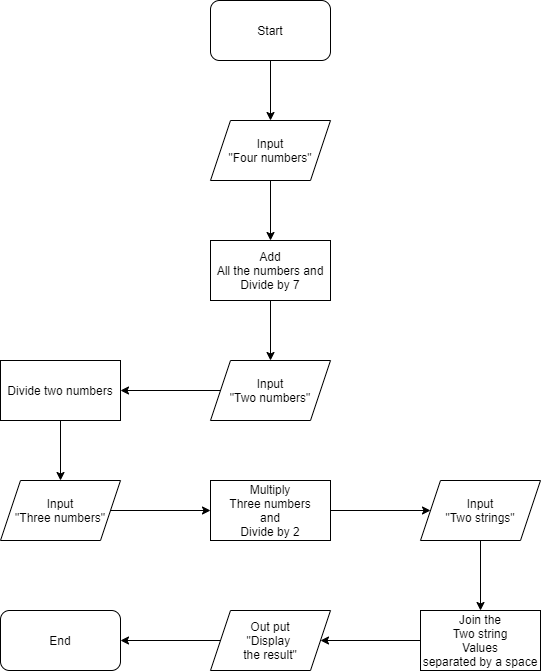 Start
Input
"Four numbers"
Add
All the numbers and
Divide by 7
Input
"Two numbers"
Divide two numbers
Input
"Three numbers"
Multiply
Three numbers
and
Divide by 2
Input
"Two strings"
Join the
Two string
Values
separated by a space
Out put
"Display
the result"
End